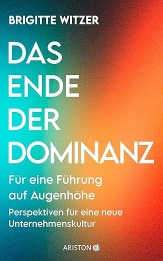 BRIGITTE WITZER
DAS
ENDE
DER
DOMINANZ
Für eine Führung
auf Augenhöhe
Perspektiven für eine neue
Unternehmenskultur
ARISTON